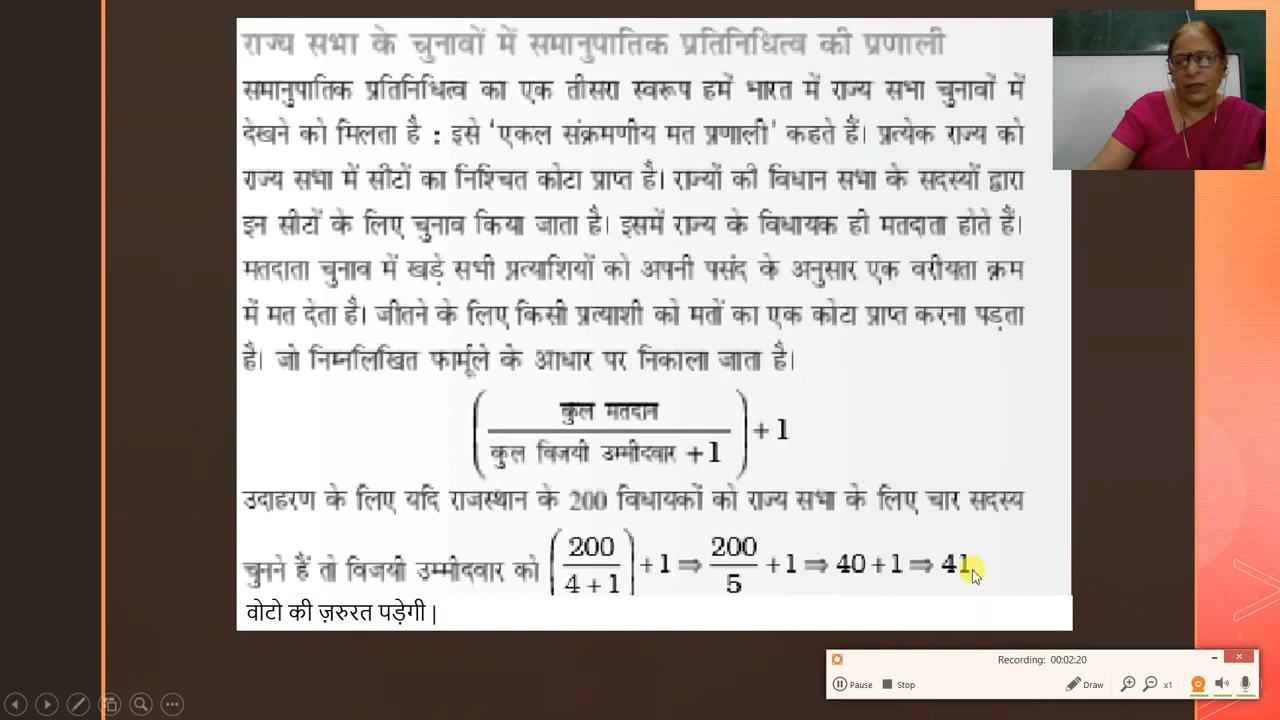 राज्य सभा के चुनावों में समानुपातिक प्रतिनिधित्व की प्रणाली
समानुपातिक प्रतिनिधित्व का एक तीसरा स्वरूप हमें भारत में राज्य सभा चुनावों में
देखने को मिलता है : इसे 'एकल संक्रमणीय मत प्रणाली' कहते हैं। प्रत्येक राज्य को
राज्य सभा में सीटों का निश्चित कोटा प्राप्त है। राज्यों की विधान सभा के सदस्यों द्वारा
इन सीटों के लिए चुनाव किया जाता है। इसमें राज्य के विधायक ही मतदाता होते हैं।
मतदाता चुनाव में खड़े सभी प्रत्याशियों को अपनी पसंद के अनुसार एक वरीयता क्रम
में मत देता है। जीतने के लिए किसी प्रत्याशी को मतों का एक कोटा प्राप्त करना पड़ता
है। जो निम्नलिखित फार्मूले के आधार पर निकाला जाता है।
(कुल मतदान / कुल विजयी उम्मीदवार +1) + 1
उदाहरण के लिए यदि राजस्थान के 200 विधायकों को राज्य सभा के लिए चार सदस्य
चुनने हैं तो विजयी उम्मीदवार को (200 / 4 + 1) + 1 ⇒ 200 / 5 + 1 ⇒ 40 + 1 ⇒ 41
वोटो की ज़रुरत पड़ेगी |
Recording: 00:02:20
Pause Stop Draw x1